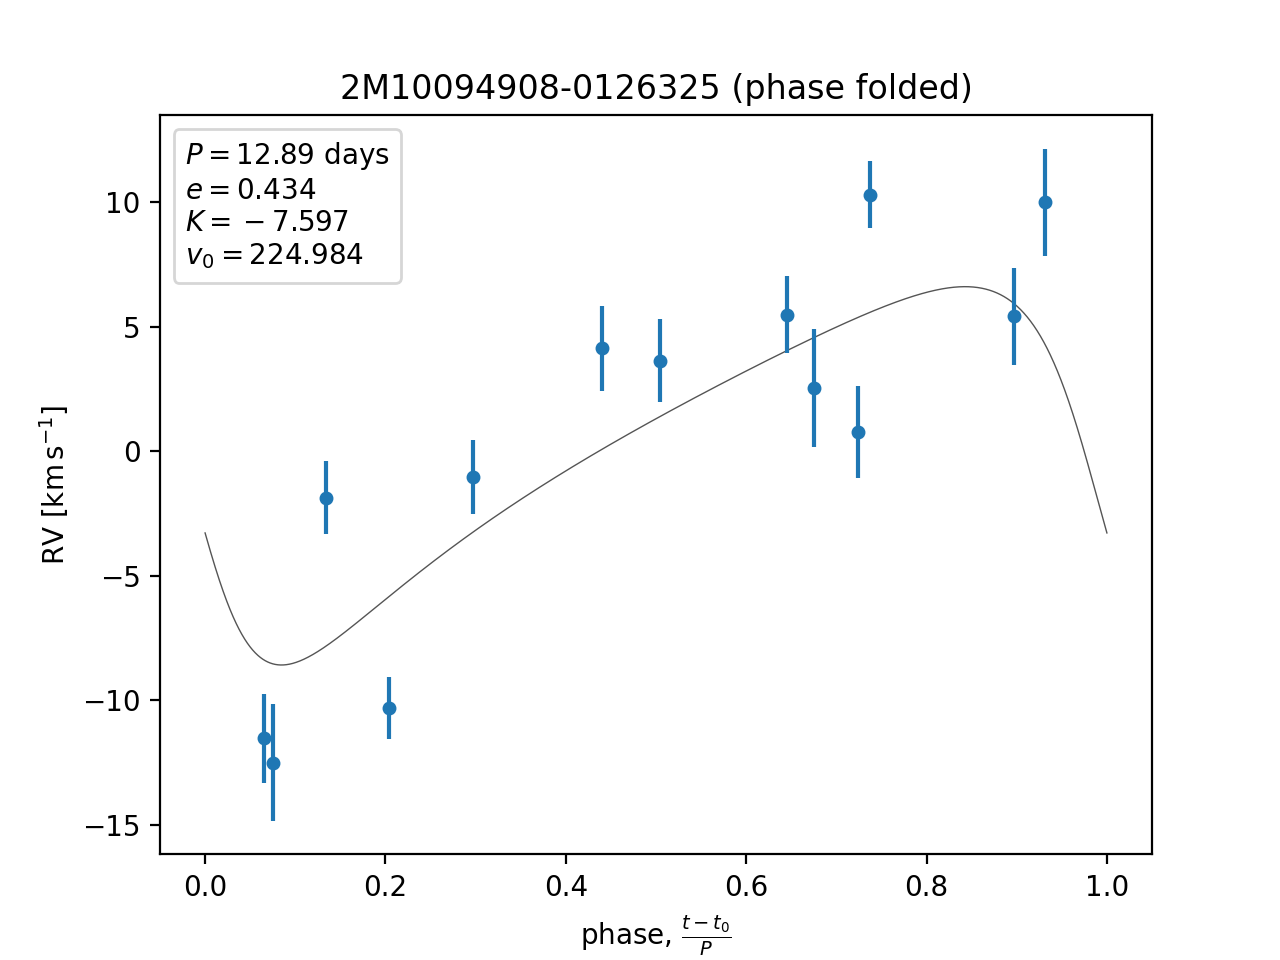 2M10094908-0126325 (phase folded)
P = 12.89 days
e = 0.434
K = −7.597
v₀ = 224.984
10
5
0
−5
−10
−15
RV [km s⁻¹]
0.0 0.2 0.4 0.6 0.8 1.0
phase, (t − t₀)/P